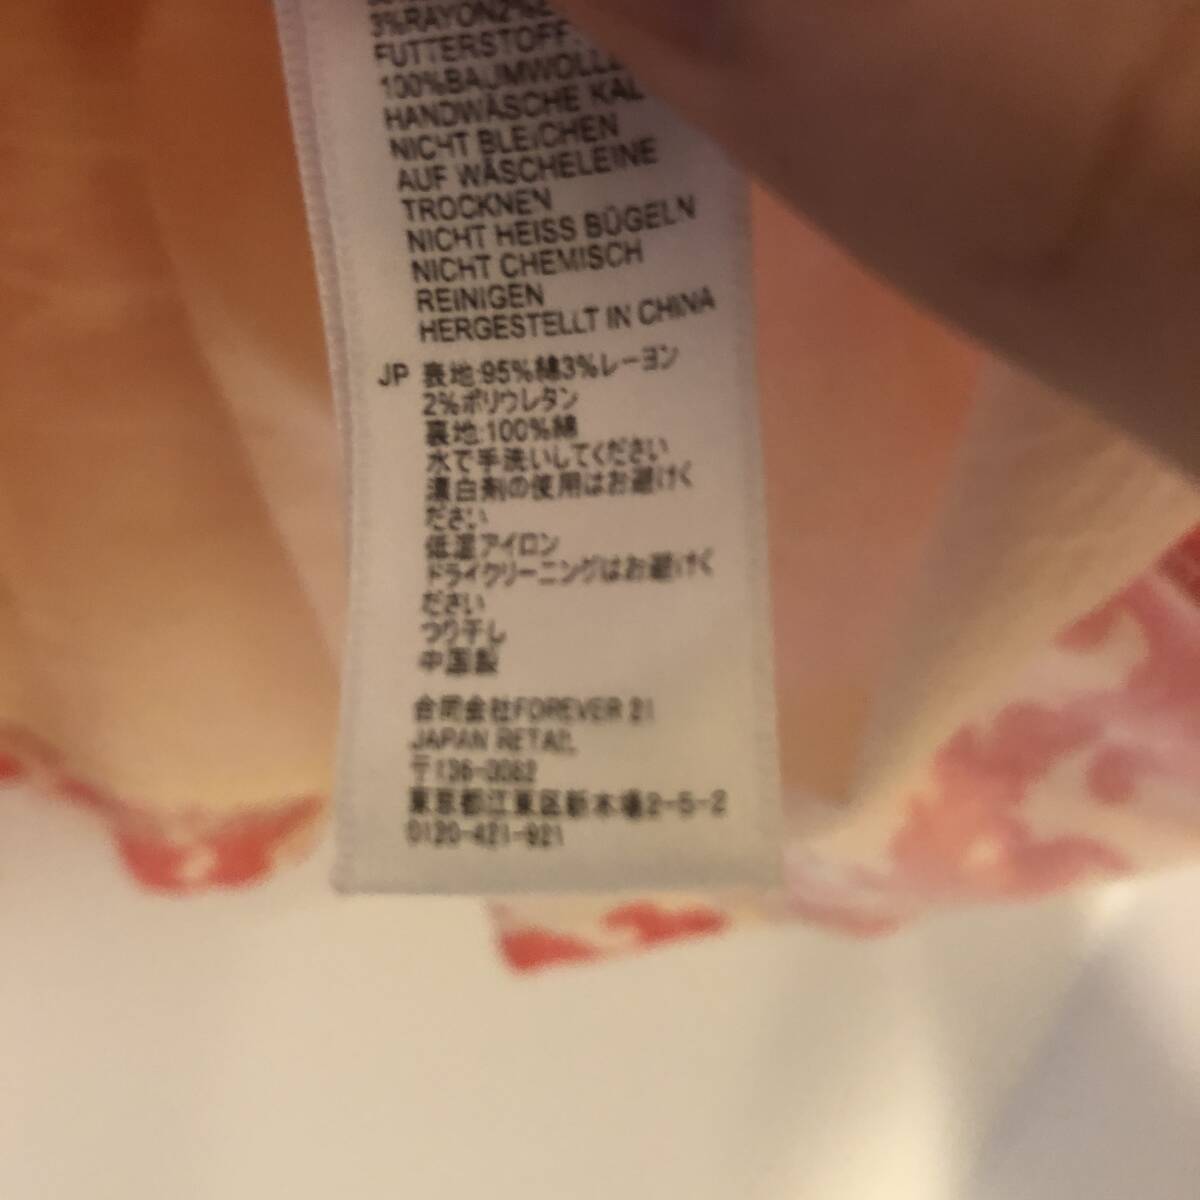 3%RAYON2%
FUTTERSTOFF:
100%BAUMWOLLE
HANDWÄSCHE KAL
NICHT BLEICHEN
AUF WÄSCHELEINE
TROCKNEN
NICHT HEISS BÜGELN
NICHT CHEMISCH
REINIGEN
HERGESTELLT IN CHINA
JP 表地:95%綿3%レーヨン
2%ポリウレタン
裏地:100%綿
水で手洗いしてください
漂白剤の使用はお避けく
ださい
低温アイロン
ドライクリーニングはお避けく
ださい
つり干し
中国製
合同会社FOREVER 21
JAPAN RETAIL
〒136-0082
東京都江東区新木場2-5-2
0120-421-921